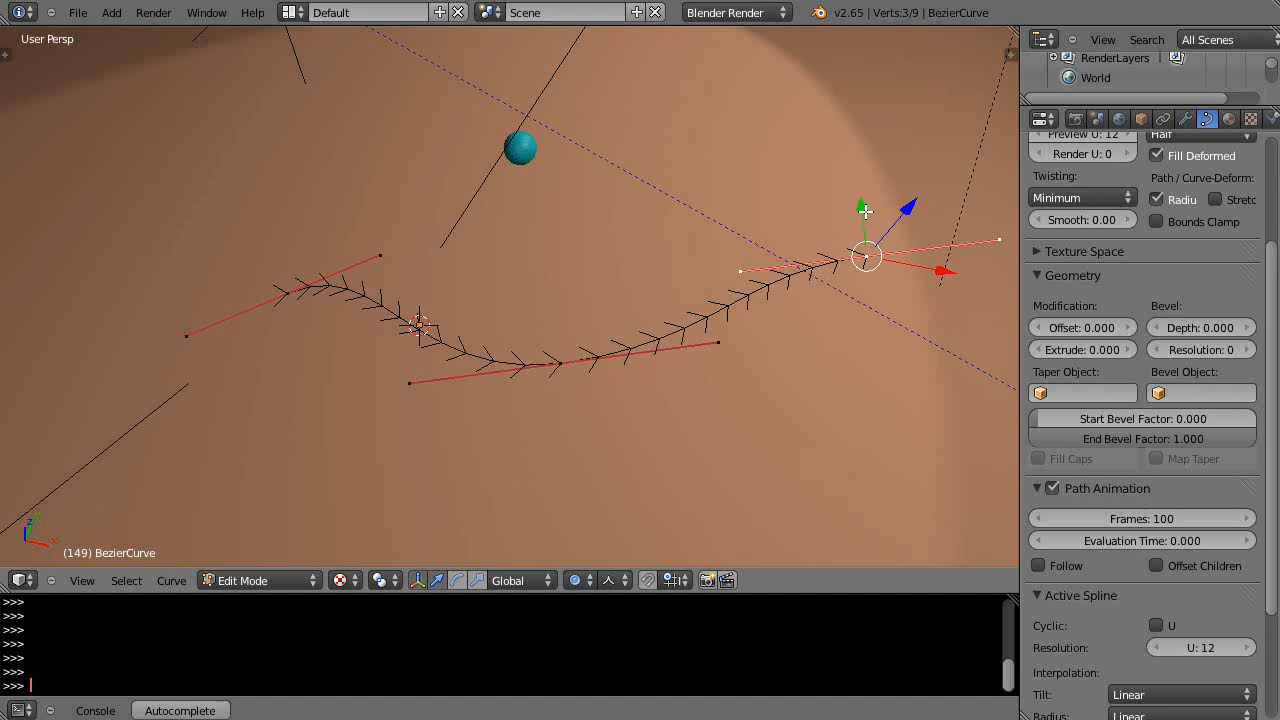 File Add Render Window Help Default Scene Blender Render v2.65 | Verts:3/9 | BezierCurve
User Persp
View Search All Scenes
RenderLayers
World
Preview U: 12 Half
Render U: 0 Fill Deformed
Twisting: Path / Curve-Deform:
Minimum Radiu Stretc
Smooth: 0.00 Bounds Clamp
Texture Space
Geometry
Modification: Bevel:
Offset: 0.000 Depth: 0.000
Extrude: 0.000 Resolution: 0
Taper Object: Bevel Object:
Start Bevel Factor: 0.000
End Bevel Factor: 1.000
Fill Caps Map Taper
Path Animation
Frames: 100
Evaluation Time: 0.000
Follow Offset Children
Active Spline
Cyclic: U
Resolution: U: 12
Interpolation:
Tilt: Linear
Radius: Linear
z y x
(149) BezierCurve
View Select Curve Edit Mode Global
>>>
>>>
>>>
>>>
>>>
>>>
>>>
Console Autocomplete